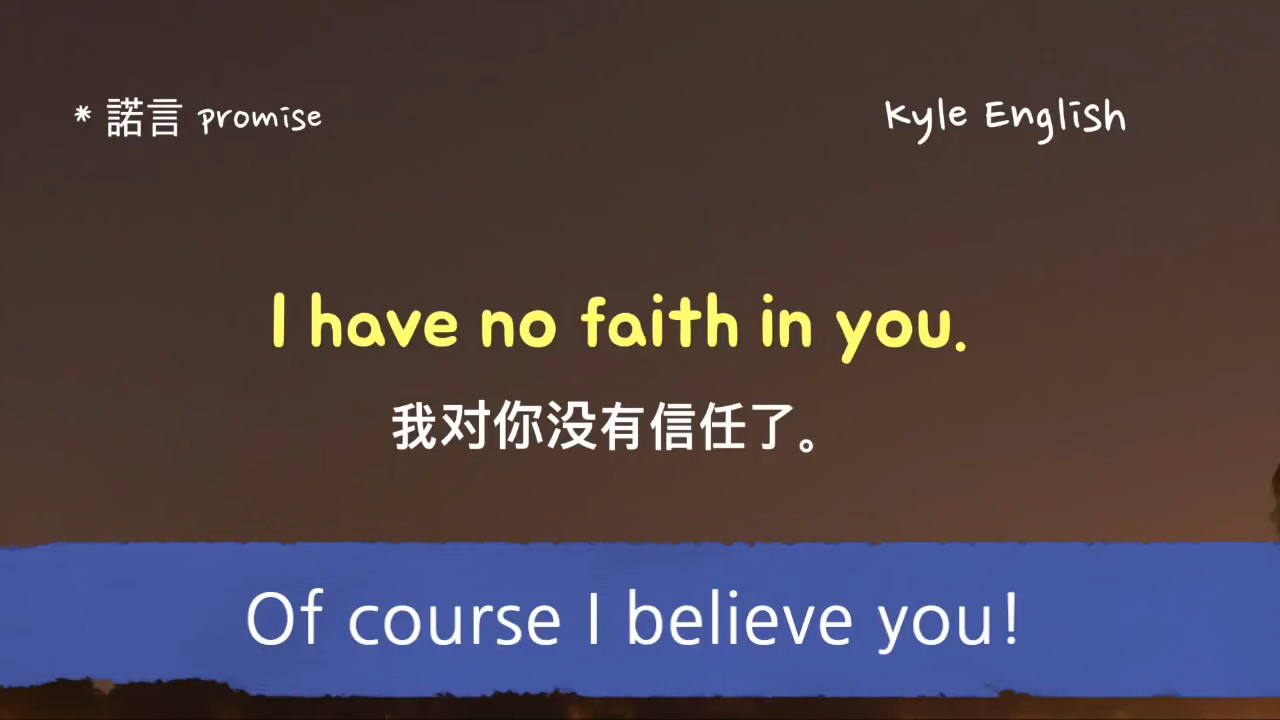 * 諾言 promise
Kyle English
I have no faith in you.
我对你没有信任了。
Of course I believe you!